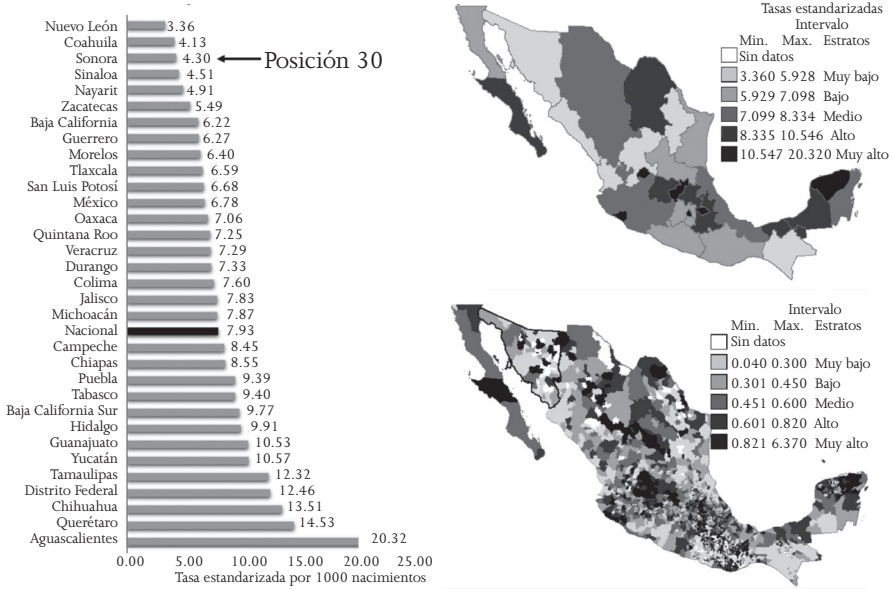 Nuevo León 3.36
Coahuila 4.13
Sonora 4.30 Posición 30
Sinaloa 4.51
Nayarit 4.91
Zacatecas 5.49
Baja California 6.22
Guerrero 6.27
Morelos 6.40
Tlaxcala 6.59
San Luis Potosí 6.68
México 6.78
Oaxaca 7.06
Quintana Roo 7.25
Veracruz 7.29
Durango 7.33
Colima 7.60
Jalisco 7.83
Michoacán 7.87
Nacional 7.93
Campeche 8.45
Chiapas 8.55
Puebla 9.39
Tabasco 9.40
Baja California Sur 9.77
Hidalgo 9.91
Guanajuato 10.53
Yucatán 10.57
Tamaulipas 12.32
Distrito Federal 12.46
Chihuahua 13.51
Querétaro 14.53
Aguascalientes 20.32
0.00 5.00 10.00 15.00 20.00 25.00
Tasa estandarizada por 1000 nacimientos
Tasas estandarizadas
Intervalo
Min. Max. Estratos
Sin datos
3.360 5.928 Muy bajo
5.929 7.098 Bajo
7.099 8.334 Medio
8.335 10.546 Alto
10.547 20.320 Muy alto
Intervalo
Min. Max. Estratos
Sin datos
0.040 0.300 Muy bajo
0.301 0.450 Bajo
0.451 0.600 Medio
0.601 0.820 Alto
0.821 6.370 Muy alto